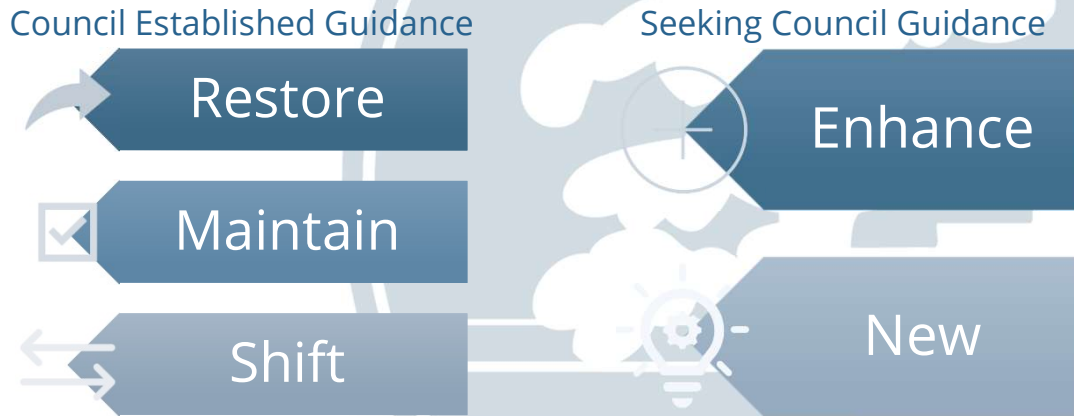 Council Established Guidance
Restore
Maintain
Shift
Seeking Council Guidance
Enhance
New